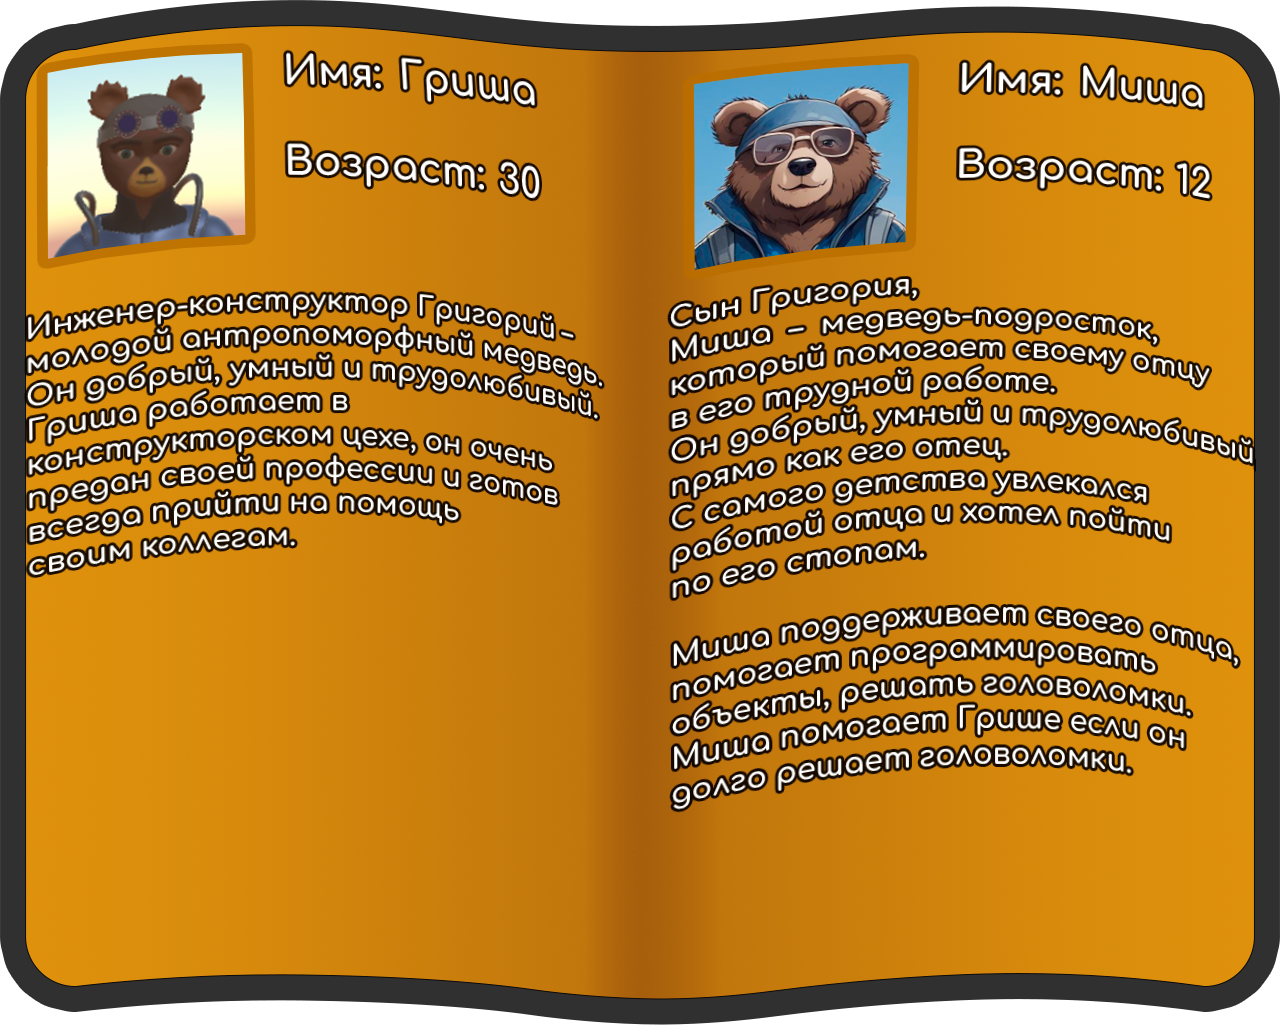 Имя: Гриша
Возраст: 30
Инженер-конструктор Григорий –
молодой антропоморфный медведь.
Он добрый, умный и трудолюбивый.
Гриша работает в
конструкторском цехе, он очень
предан своей профессии и готов
всегда прийти на помощь
своим коллегам.
Имя: Миша
Возраст: 12
Сын Григория,
Миша – медведь-подросток,
который помогает своему отцу
в его трудной работе.
Он добрый, умный и трудолюбивый
прямо как его отец.
С самого детства увлекался
работой отца и хотел пойти
по его стопам.
Миша поддерживает своего отца,
помогает программировать
объекты, решать головоломки.
Миша помогает Грише если он
долго решает головоломки.